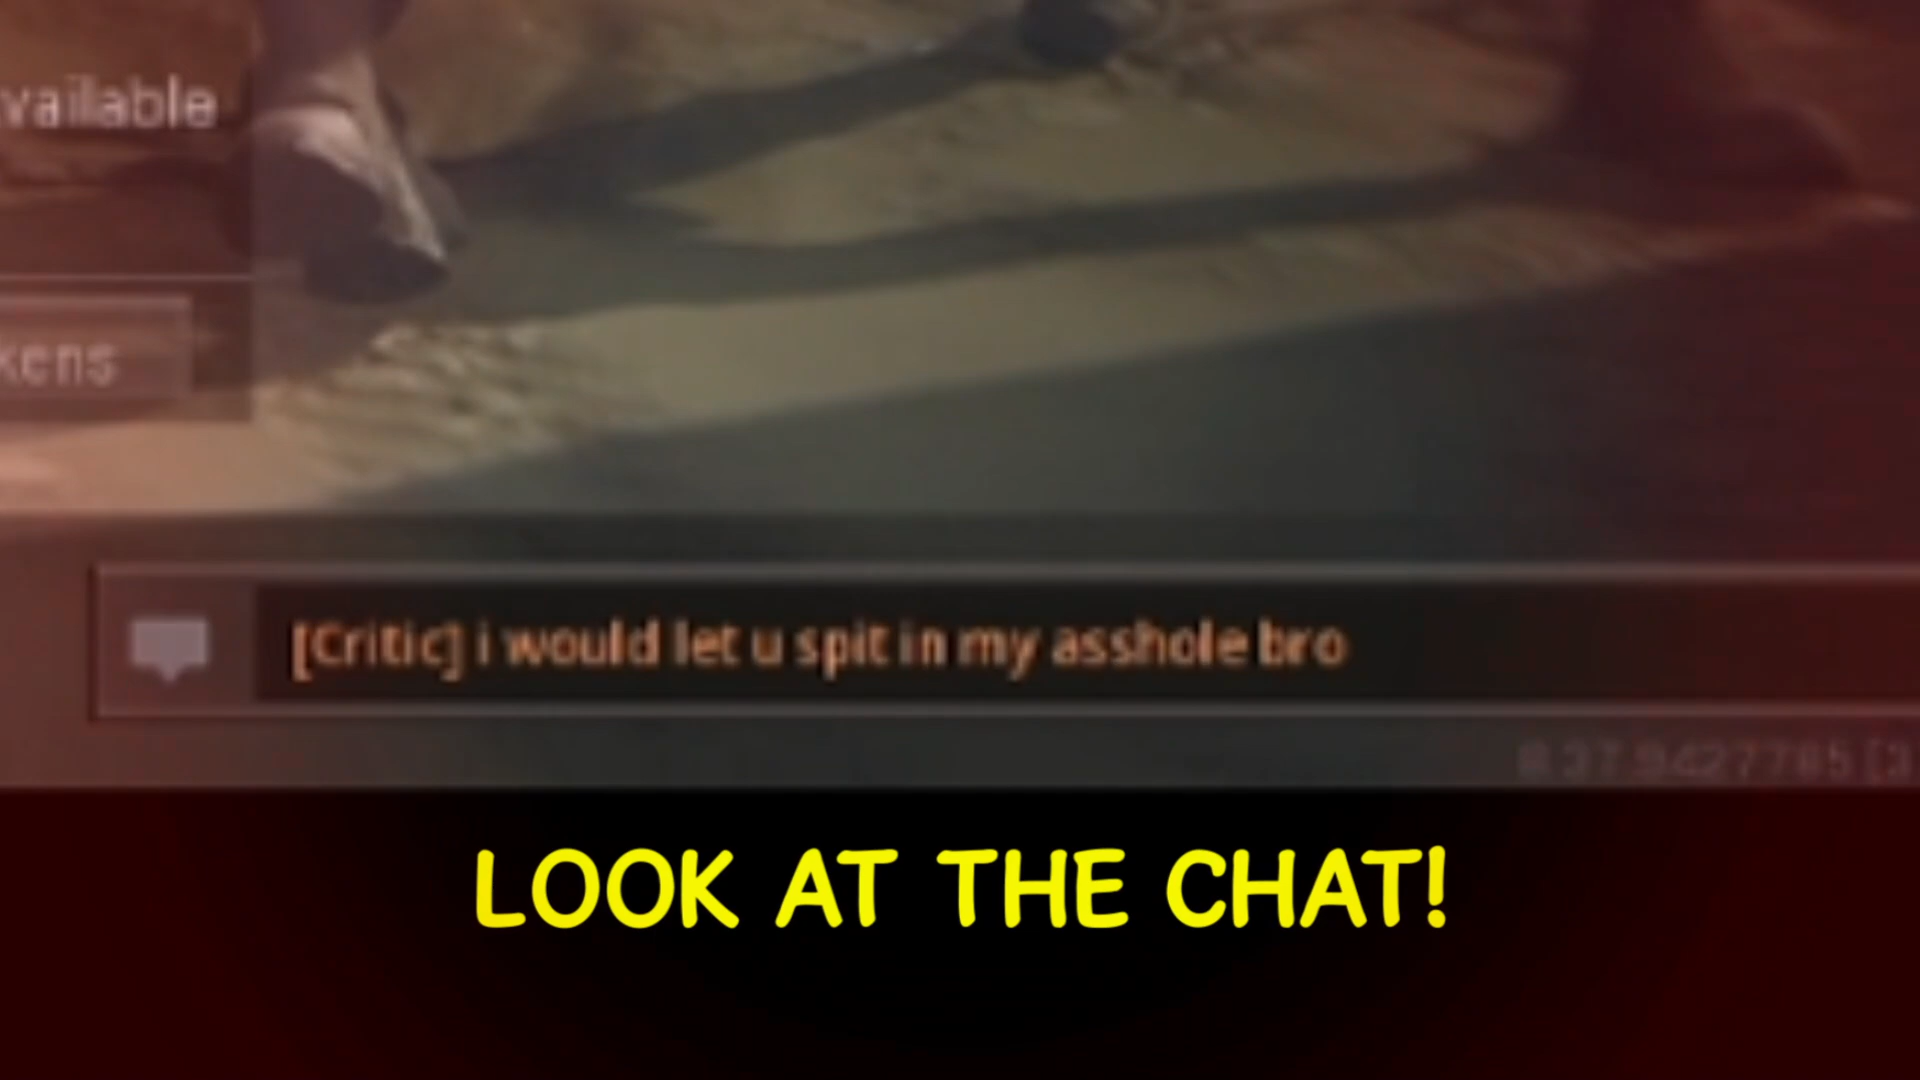 vailable
kens
[Critic] i would let u spit in my asshole bro
LOOK AT THE CHAT!